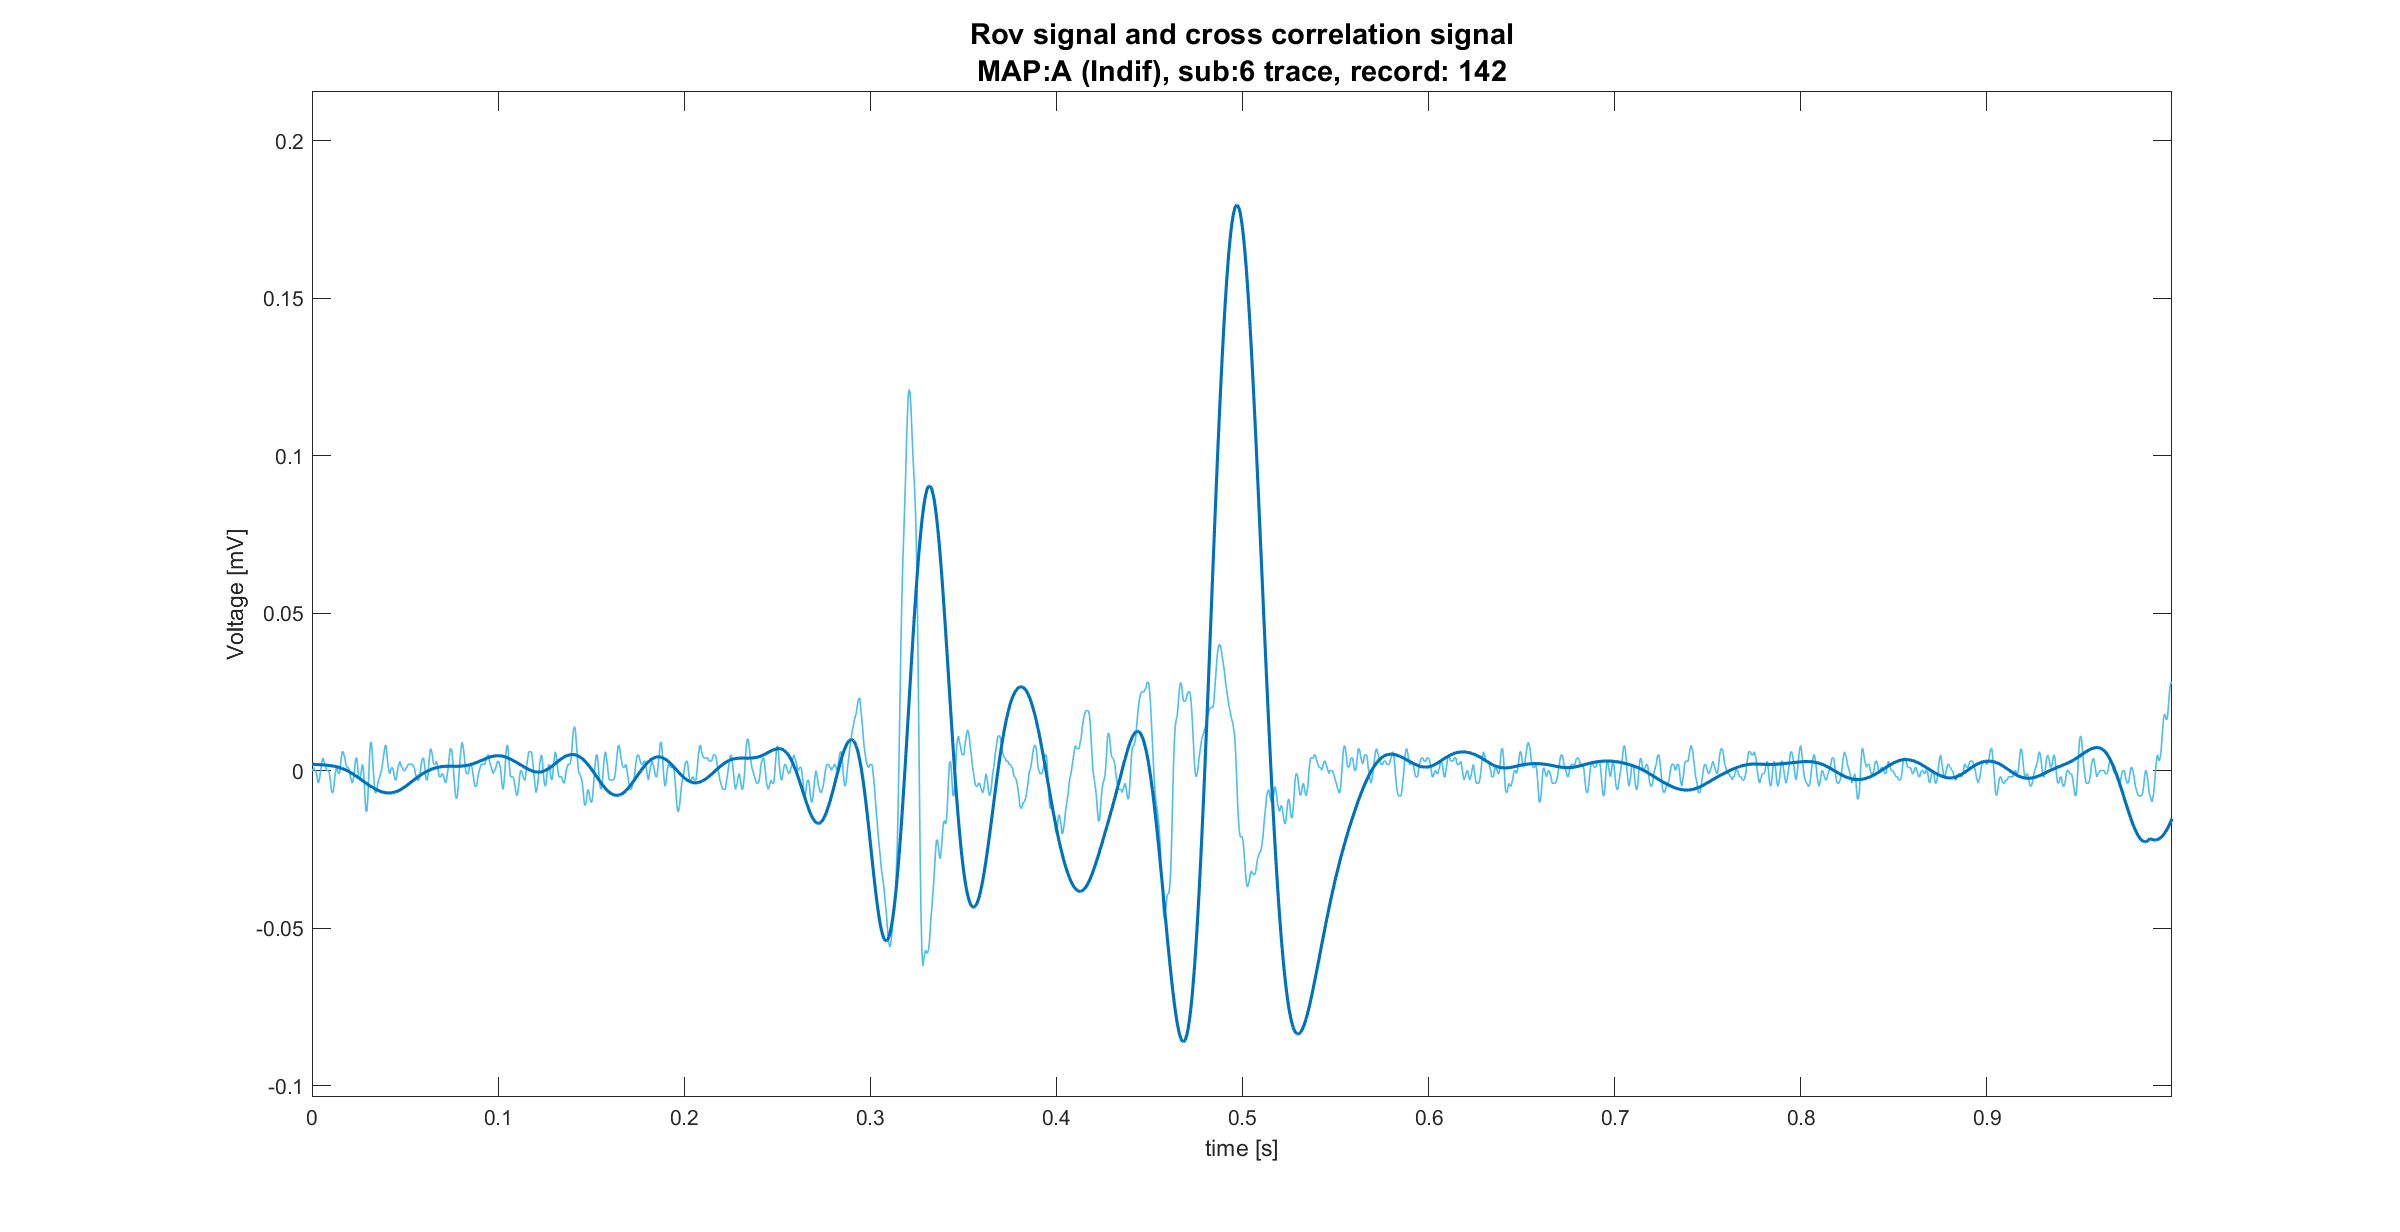 Rov signal and cross correlation signal
MAP:A (Indif), sub:6 trace, record: 142
0.2
0.15
0.1
0.05
0
-0.05
-0.1
Voltage [mV]
0 0.1 0.2 0.3 0.4 0.5 0.6 0.7 0.8 0.9
time [s]